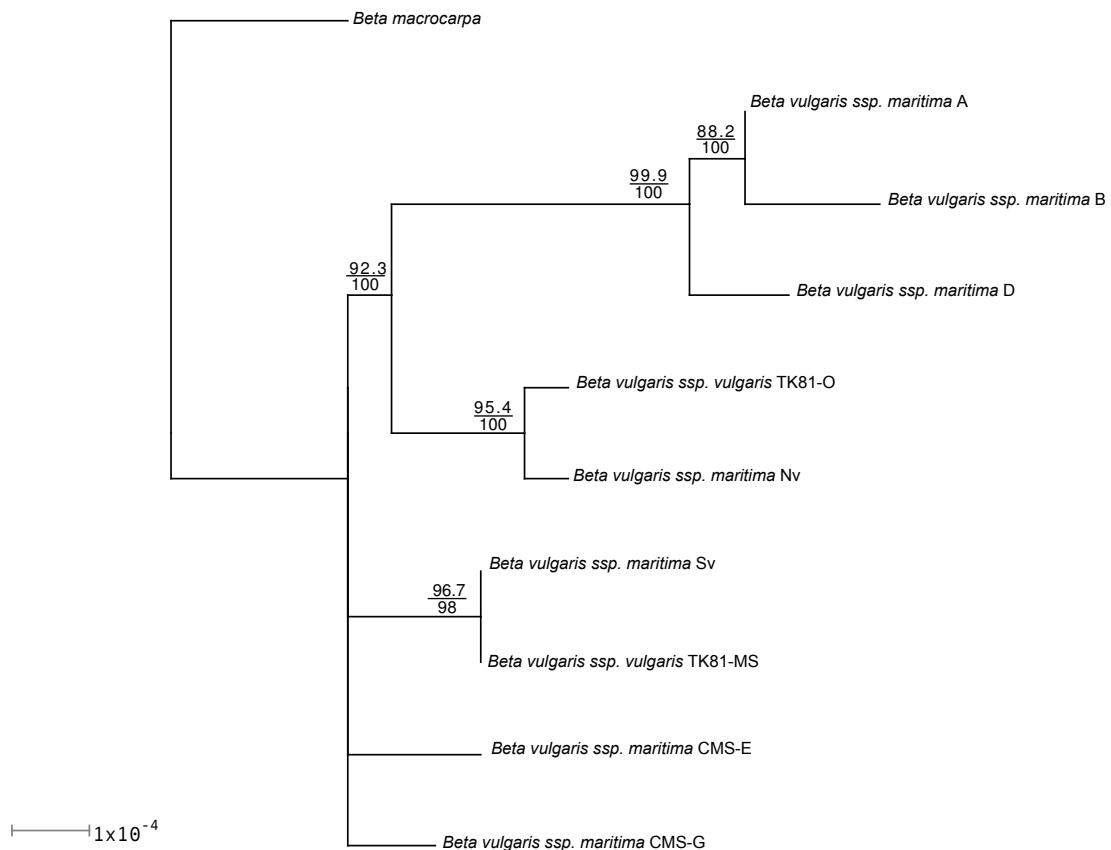 Beta macrocarpa
Beta vulgaris ssp. maritima A
88.2
100
99.9
100
Beta vulgaris ssp. maritima B
92.3
100
Beta vulgaris ssp. maritima D
Beta vulgaris ssp. vulgaris TK81-O
95.4
100
Beta vulgaris ssp. maritima Nv
Beta vulgaris ssp. maritima Sv
96.7
98
Beta vulgaris ssp. vulgaris TK81-MS
Beta vulgaris ssp. maritima CMS-E
1x10⁻⁴
Beta vulgaris ssp. maritima CMS-G